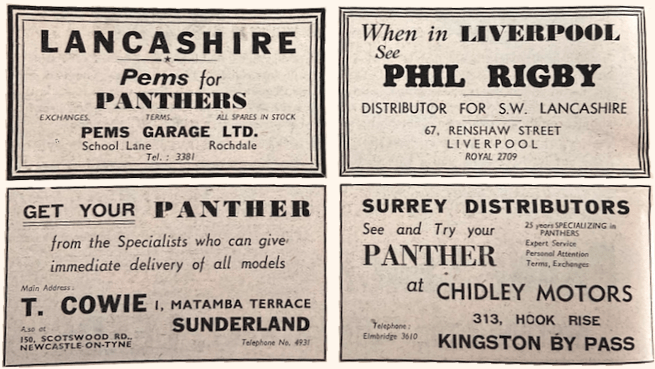 LANCASHIRE
Pems for
PANTHERS
EXCHANGES. TERMS. ALL SPARES IN STOCK
PEMS GARAGE LTD.
School Lane Rochdale
Tel. : 3381
When in LIVERPOOL
See
PHIL RIGBY
DISTRIBUTOR FOR S.W. LANCASHIRE
67, RENSHAW STREET
LIVERPOOL
ROYAL 2709
GET YOUR PANTHER
from the Specialists who can give
immediate delivery of all models
Main Address:
T. COWIE 1, MATAMBA TERRACE
SUNDERLAND
Also at
150, SCOTSWOOD RD.,
NEWCASTLE-ON-TYNE
Telephone No. 4931
SURREY DISTRIBUTORS
See and Try your
PANTHER
25 years SPECIALIZING in
PANTHERS
Expert Service
Personal Attention
Terms, Exchanges
at CHIDLEY MOTORS
313, HOOK RISE
Telephone:
Elmbridge 3610
KINGSTON BY PASS